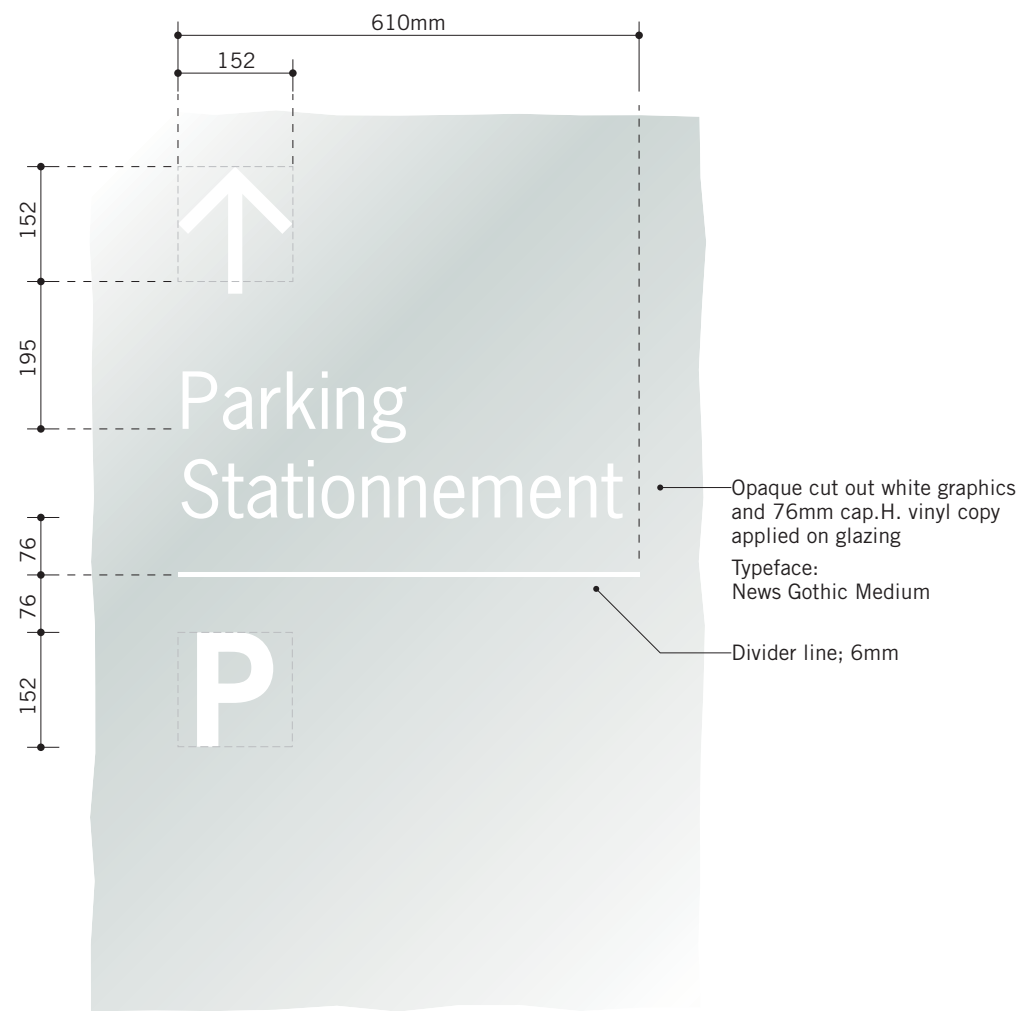 610mm
152
152
195
Parking
Stationnement
76
76
152
P
Opaque cut out white graphics
and 76mm cap.H. vinyl copy
applied on glazing
Typeface:
News Gothic Medium
Divider line; 6mm